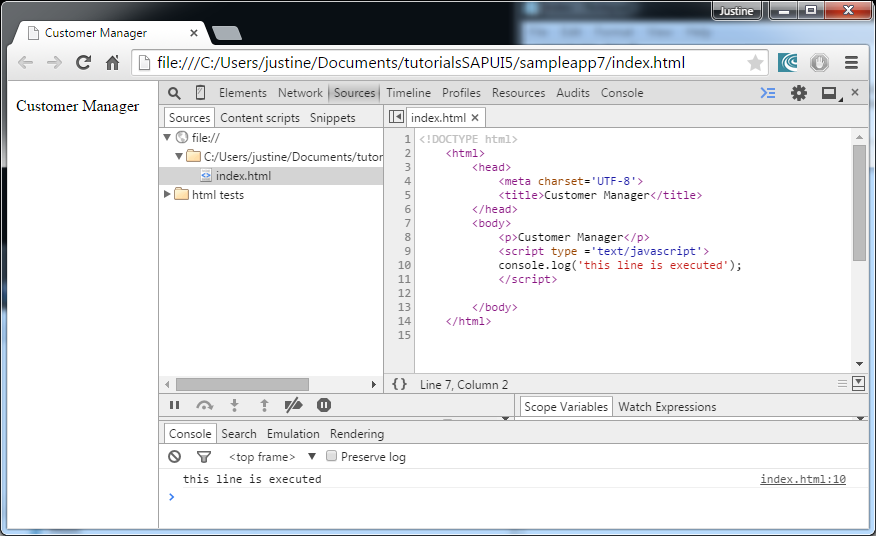 Justine
Customer Manager
file:///C:/Users/justine/Documents/tutorialsSAPUI5/sampleapp7/index.html
Customer Manager
Elements Network Sources Timeline Profiles Resources Audits Console
Sources Content scripts Snippets
index.html
file://
C:/Users/justine/Documents/tutor
index.html
html tests
1 <!DOCTYPE html>
2 <html>
3 <head>
4 <meta charset='UTF-8'>
5 <title>Customer Manager</title>
6 </head>
7 <body>
8 <p>Customer Manager</p>
9 <script type ='text/javascript'>
10 console.log('this line is executed');
11 </script>
12
13 </body>
14 </html>
15
{} Line 7, Column 2
Scope Variables Watch Expressions
Console Search Emulation Rendering
<top frame> Preserve log
this line is executed index.html:10